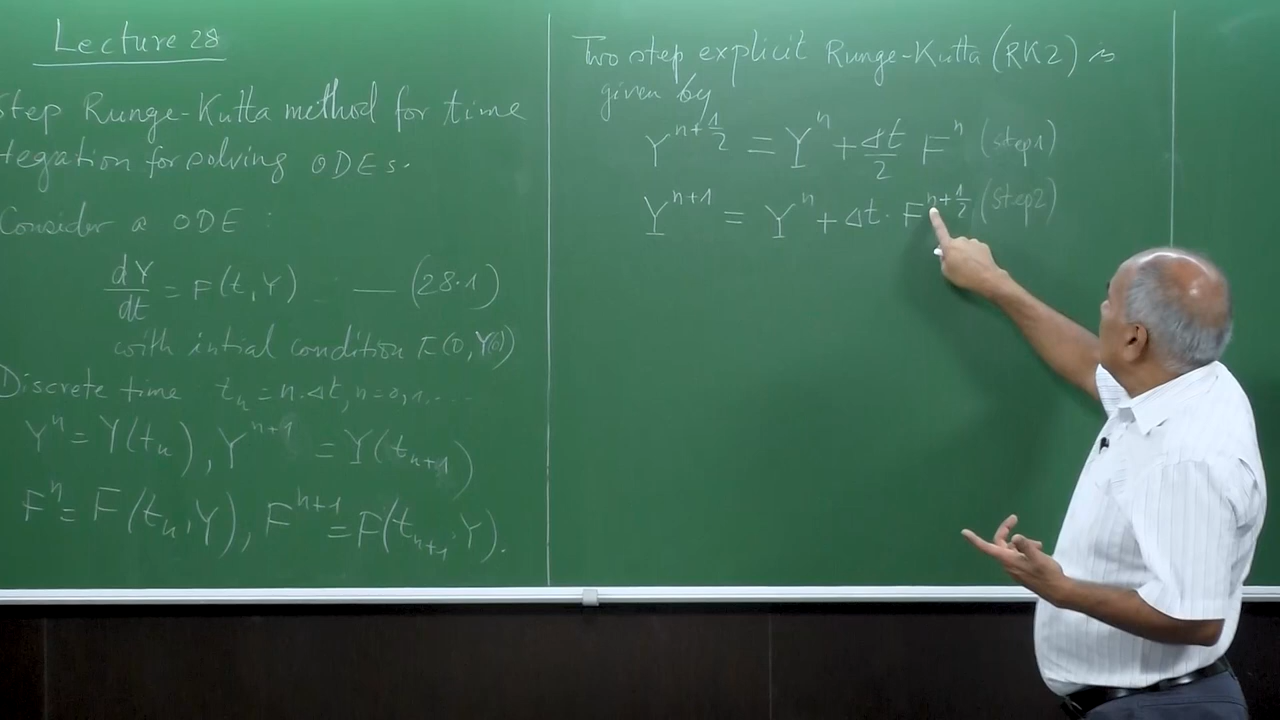 Lecture 28
Step Runge-Kutta method for time
tegration for solving ODEs.
Consider a ODE:
dY/dt = F(t,Y) — (28.1)
with intial condition F(0,Y(0))
Discrete time t_n = n.Δt, n=0,1,....
Y^n = Y(t_n), Y^{n+1} = Y(t_{n+1})
F^n = F(t_n,Y), F^{n+1} = F(t_{n+1},Y).
Two step explicit Runge-Kutta (RK2) is
given by
Y^{n+1/2} = Y^n + Δt/2 F^n (step1)
Y^{n+1} = Y^n + Δt. F^{n+1/2} (step2)